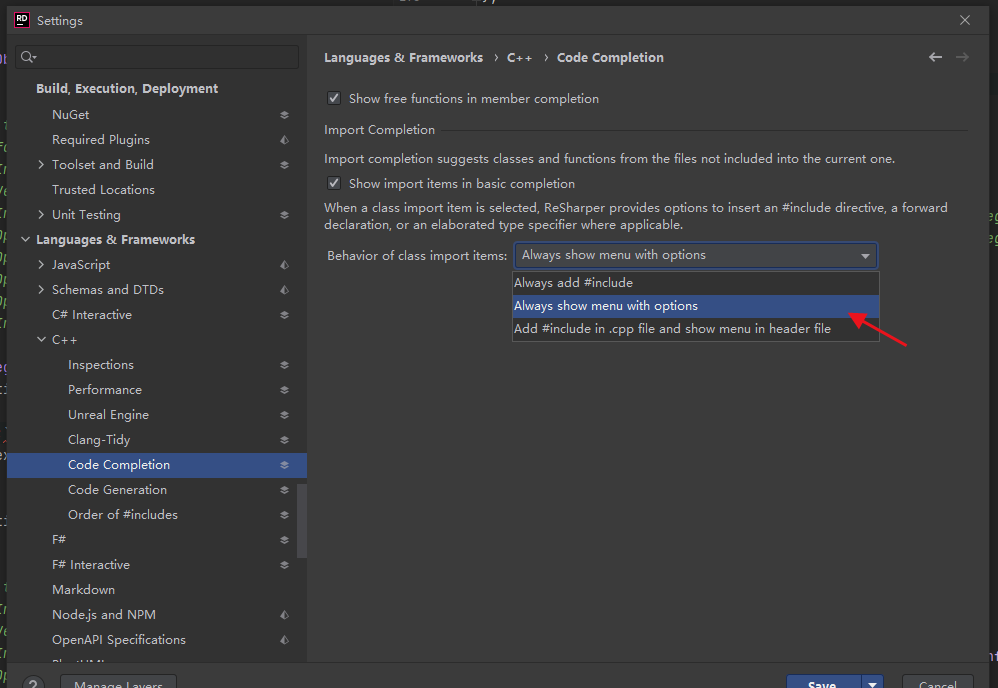 RD Settings
Build, Execution, Deployment
NuGet
Required Plugins
Toolset and Build
Trusted Locations
Unit Testing
Languages & Frameworks
JavaScript
Schemas and DTDs
C# Interactive
C++
Inspections
Performance
Unreal Engine
Clang-Tidy
Code Completion
Code Generation
Order of #includes
F#
F# Interactive
Markdown
Node.js and NPM
OpenAPI Specifications
Languages & Frameworks › C++ › Code Completion
Show free functions in member completion
Import Completion
Import completion suggests classes and functions from the files not included into the current one.
Show import items in basic completion
When a class import item is selected, ReSharper provides options to insert an #include directive, a forward
declaration, or an elaborated type specifier where applicable.
Behavior of class import items: Always show menu with options
Always add #include
Always show menu with options
Add #include in .cpp file and show menu in header file
? Manage Layers Save Cancel